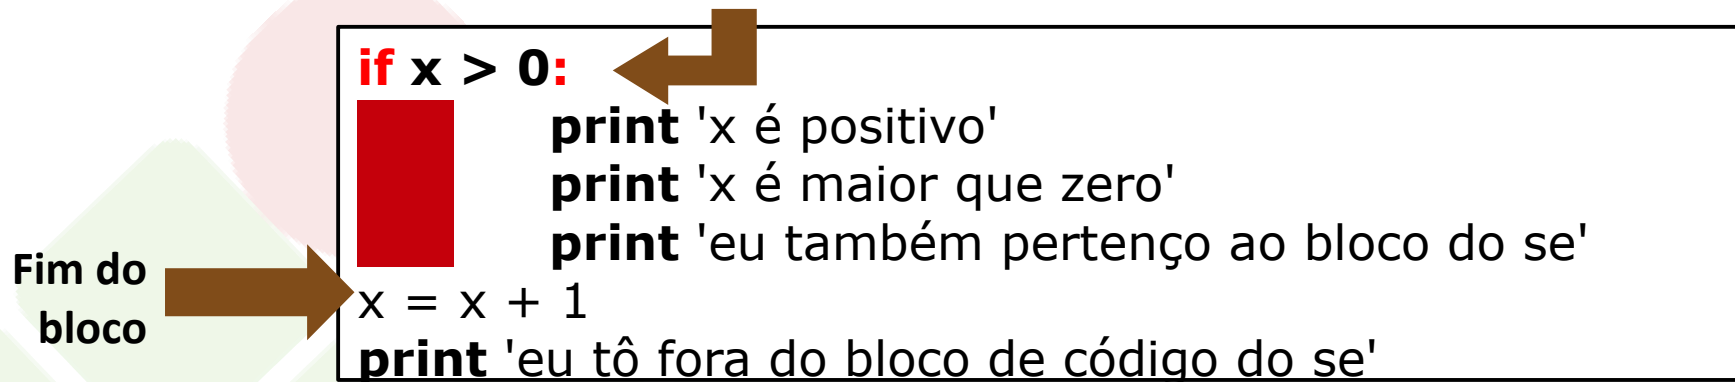 if x > 0:
print 'x é positivo'
print 'x é maior que zero'
print 'eu também pertenço ao bloco do se'
Fim do
bloco
x = x + 1
print 'eu tô fora do bloco de código do se'